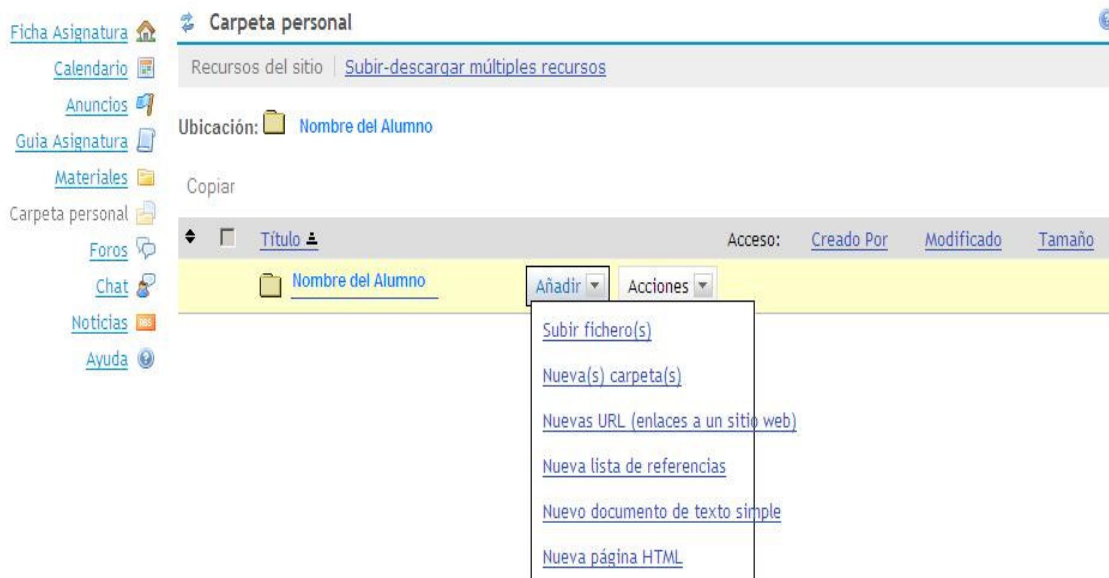 Ficha Asignatura
Calendario
Anuncios
Guia Asignatura
Materiales
Carpeta personal
Foros
Chat
Noticias
RSS
Ayuda
Carpeta personal
Recursos del sitio | Subir-descargar múltiples recursos
Ubicación: Nombre del Alumno
Copiar
Título Acceso: Creado Por Modificado Tamaño
Nombre del Alumno Añadir Acciones
Subir fichero(s)
Nueva(s) carpeta(s)
Nuevas URL (enlaces a un sitio web)
Nueva lista de referencias
Nuevo documento de texto simple
Nueva página HTML